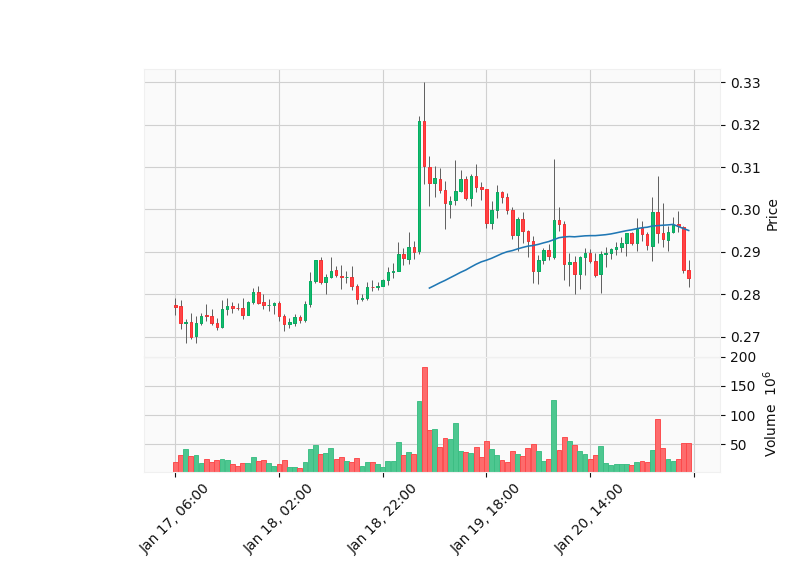 0.33
0.32
0.31
0.30
0.29
0.28
0.27
Price
200
150
100
50
Volume 10⁶
Jan 17, 06:00
Jan 18, 02:00
Jan 18, 22:00
Jan 19, 18:00
Jan 20, 14:00